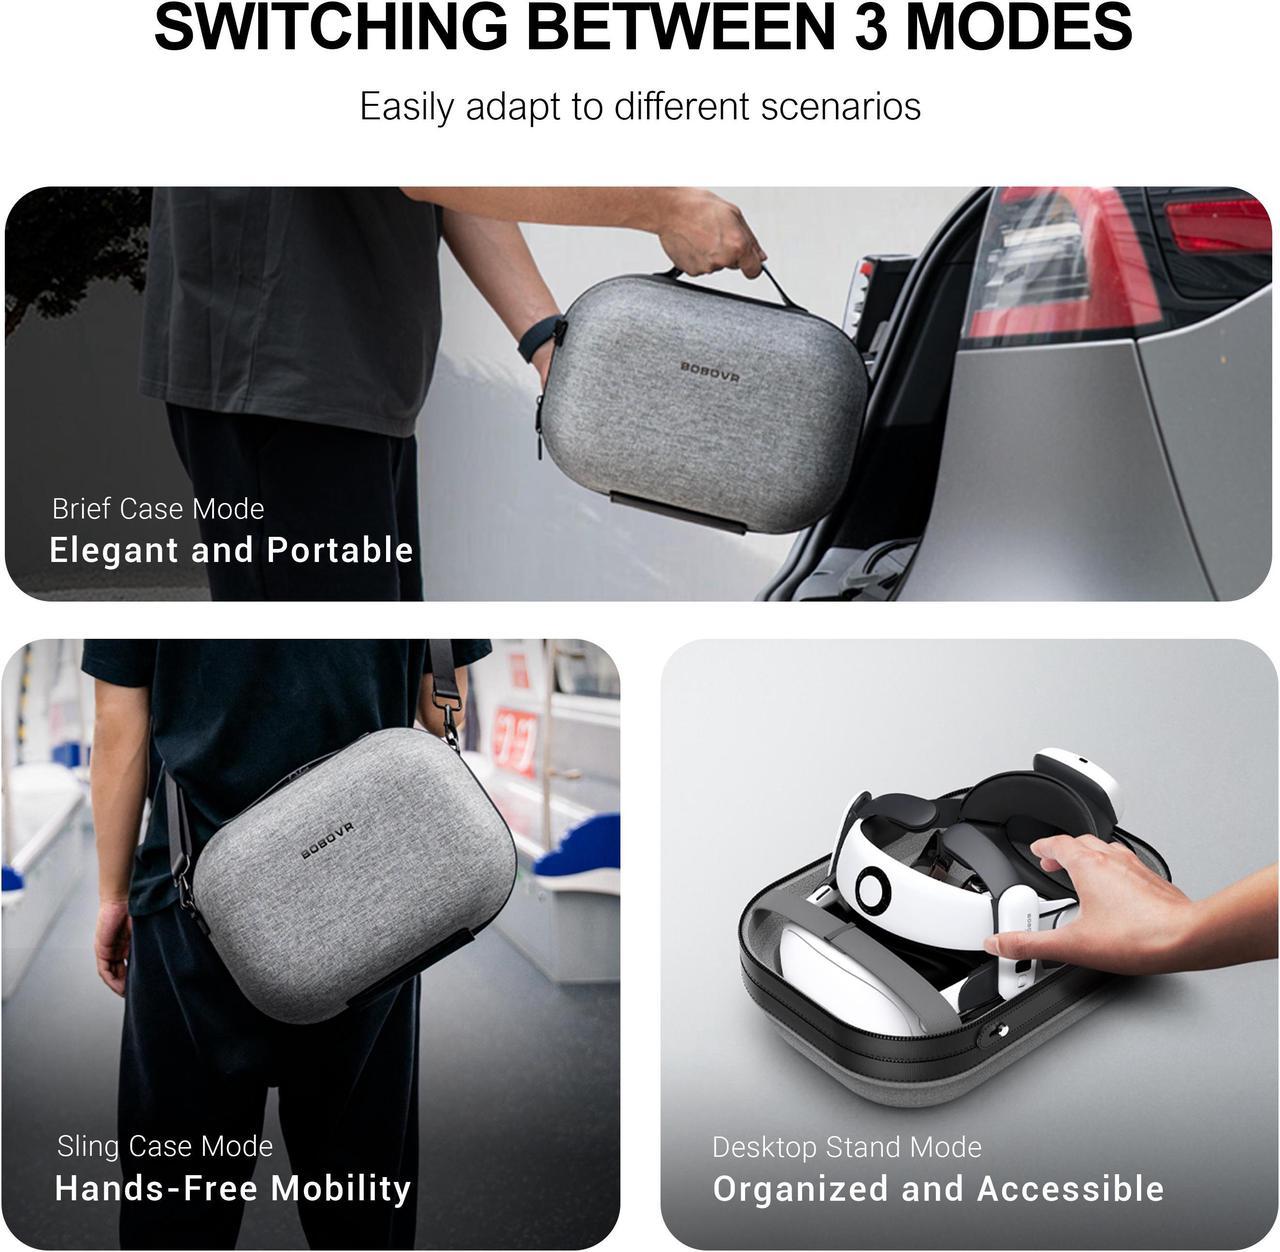 SWITCHING BETWEEN 3 MODES
Easily adapt to different scenarios
BOBOVR
Brief Case Mode
Elegant and Portable
BOBOVR
Sling Case Mode
Hands-Free Mobility
Desktop Stand Mode
Organized and Accessible